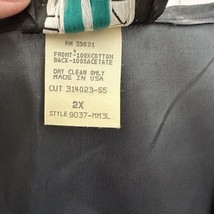 RN 39831
FRONT-100%COTTON
BACK-100%ACETATE
DRY CLEAN ONLY
MADE IN USA
CUT 314023-55
2X
STYLE 9037-MM3L